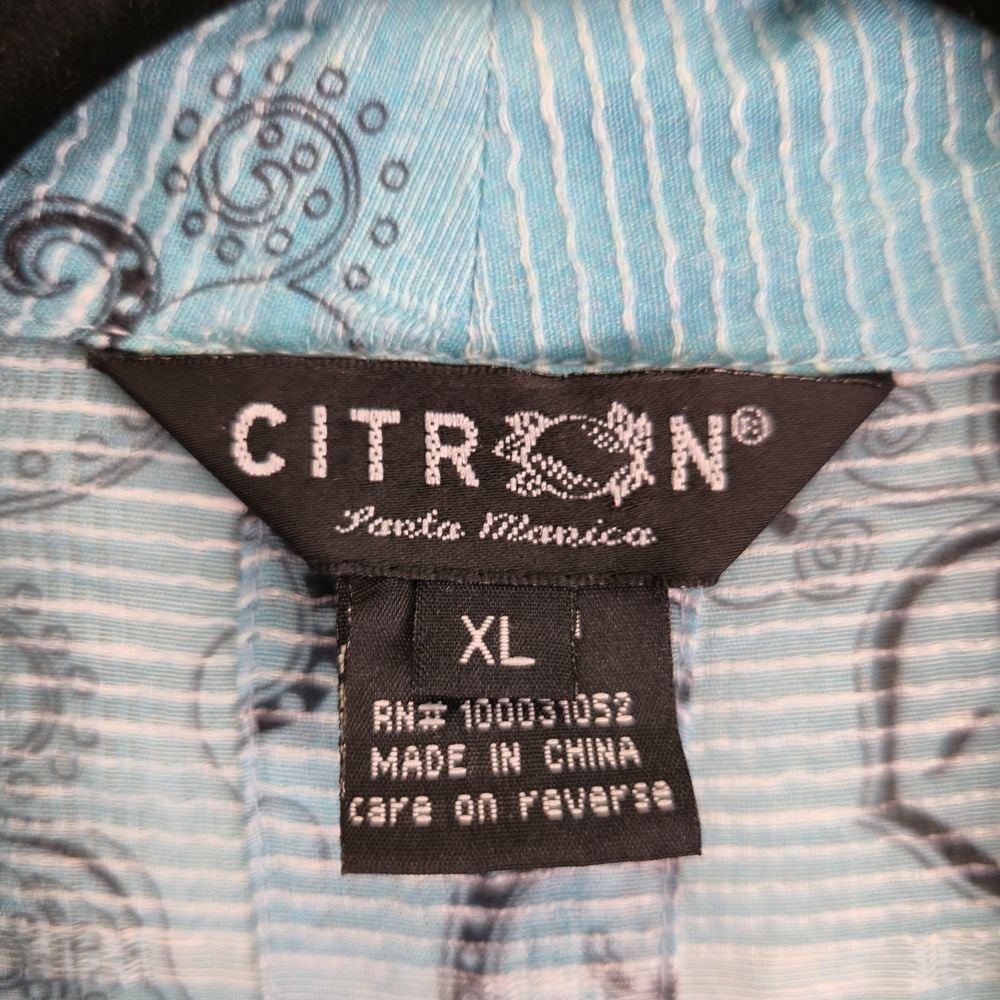 CITRON®
Santa Monica
XL
RN# 100031052
MADE IN CHINA
care on reverse